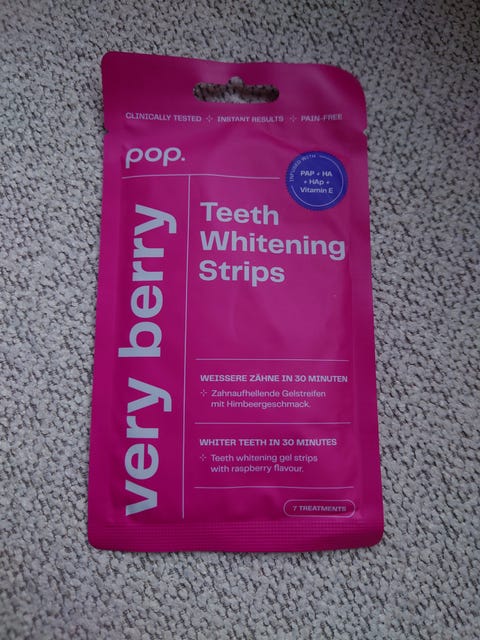 CLINICALLY TESTED ⊹ INSTANT RESULTS ⊹ PAIN-FREE
pop.
INFUSED WITH
PAP + HA
+ HAp +
Vitamin E
very berry
Teeth
Whitening
Strips
WEISSERE ZÄHNE IN 30 MINUTEN
⊹ Zahnaufhellende Gelstreifen
mit Himbeergeschmack.
WHITER TEETH IN 30 MINUTES
⊹ Teeth whitening gel strips
with raspberry flavour.
7 TREATMENTS